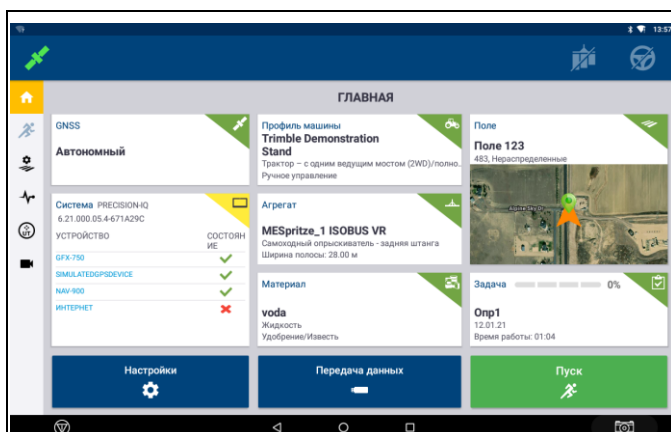 13:57
ГЛАВНАЯ
GNSS
Автономный
Профиль машины
Trimble Demonstration
Stand
Трактор – с одним ведущим мостом (2WD)/полно..
Ручное управление
Поле
Поле 123
483, Нераспределенные
Система PRECISION-IQ
6.21.000.05.4-671A29C
УСТРОЙСТВО
СОСТОЯН
ИЕ
GFX-750
SIMULATEDGPSDEVICE
NAV-900
ИНТЕРНЕТ
Агрегат
MESpritze_1 ISOBUS VR
Самоходный опрыскиватель - задняя штанга
Ширина полосы: 28.00 м
Материал
voda
Жидкость
Удобрение/Известь
Задача
0%
Опр1
12.01.21
Время работы: 01:04
Настройки
Передача данных
Пуск
UT